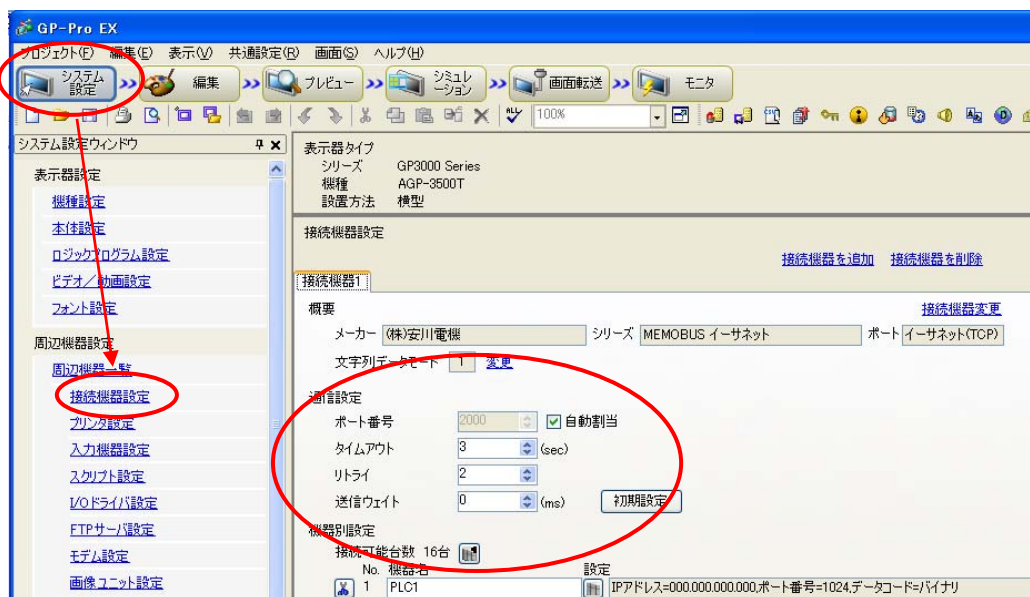 GP-Pro EX
プロジェクト(F) 編集(E) 表示(V) 共通設定(R) 画面(S) ヘルプ(H)
システム設定 編集 プレビュー シミュレーション 画面転送 モニタ
100%
システム設定ウィンドウ
表示器設定
機種設定
本体設定
ロジックプログラム設定
ビデオ／動画設定
フォント設定
周辺機器設定
周辺機器一覧
接続機器設定
プリンタ設定
入力機器設定
スクリプト設定
I/Oドライバ設定
FTPサーバ設定
モデム設定
画像ユニット設定
表示器タイプ
シリーズ GP3000 Series
機種 AGP-3500T
設置方法 横型
接続機器設定
接続機器を追加 接続機器を削除
接続機器1
概要 接続機器変更
メーカー (株)安川電機 シリーズ MEMOBUS イーサネット ポート イーサネット(TCP)
文字列データモード 1 変更
通信設定
ポート番号 2000 自動割当
タイムアウト 3 (sec)
リトライ 2
送信ウェイト 0 (ms) 初期設定
機器別設定
接続可能台数 16台
No. 機器名 設定
1 PLC1 IPアドレス=000.000.000.000,ポート番号=1024,データコード=バイナリ